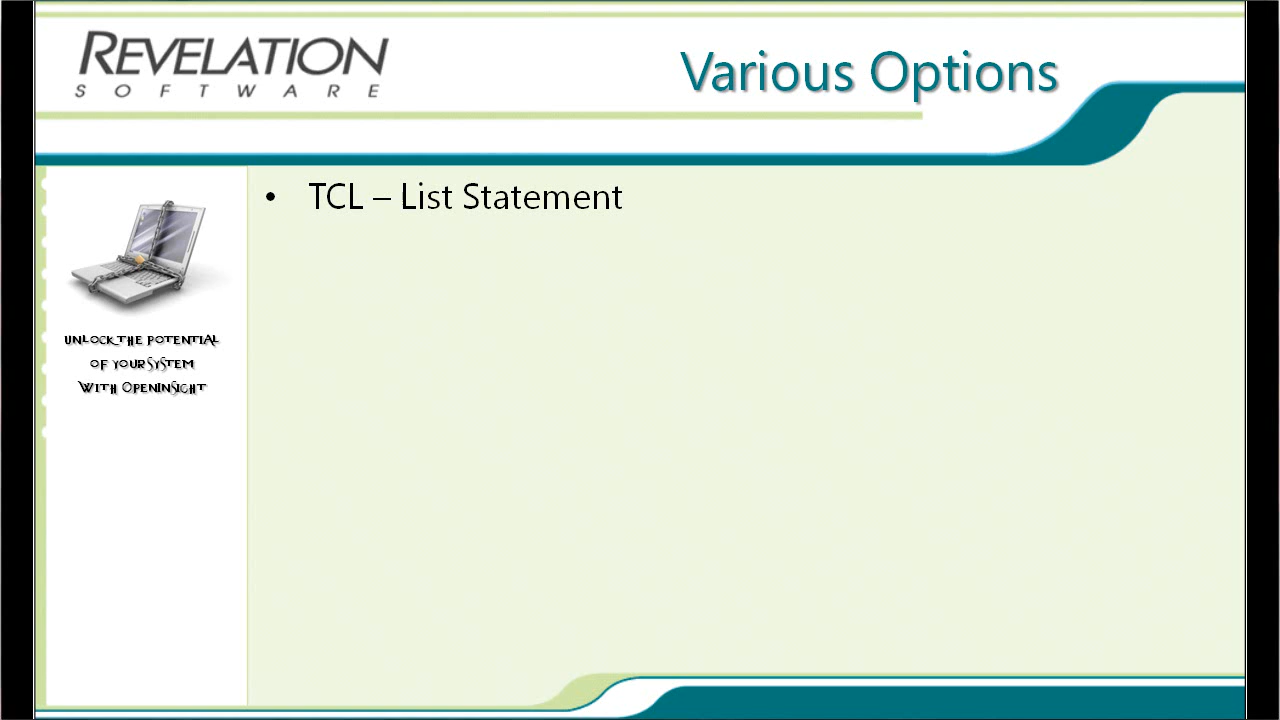 REVELATION
SOFTWARE
Various Options
• TCL – List Statement
UNLOCK THE POTENTIAL
OF YOUR SYSTEM
WITH OPENINSIGHT